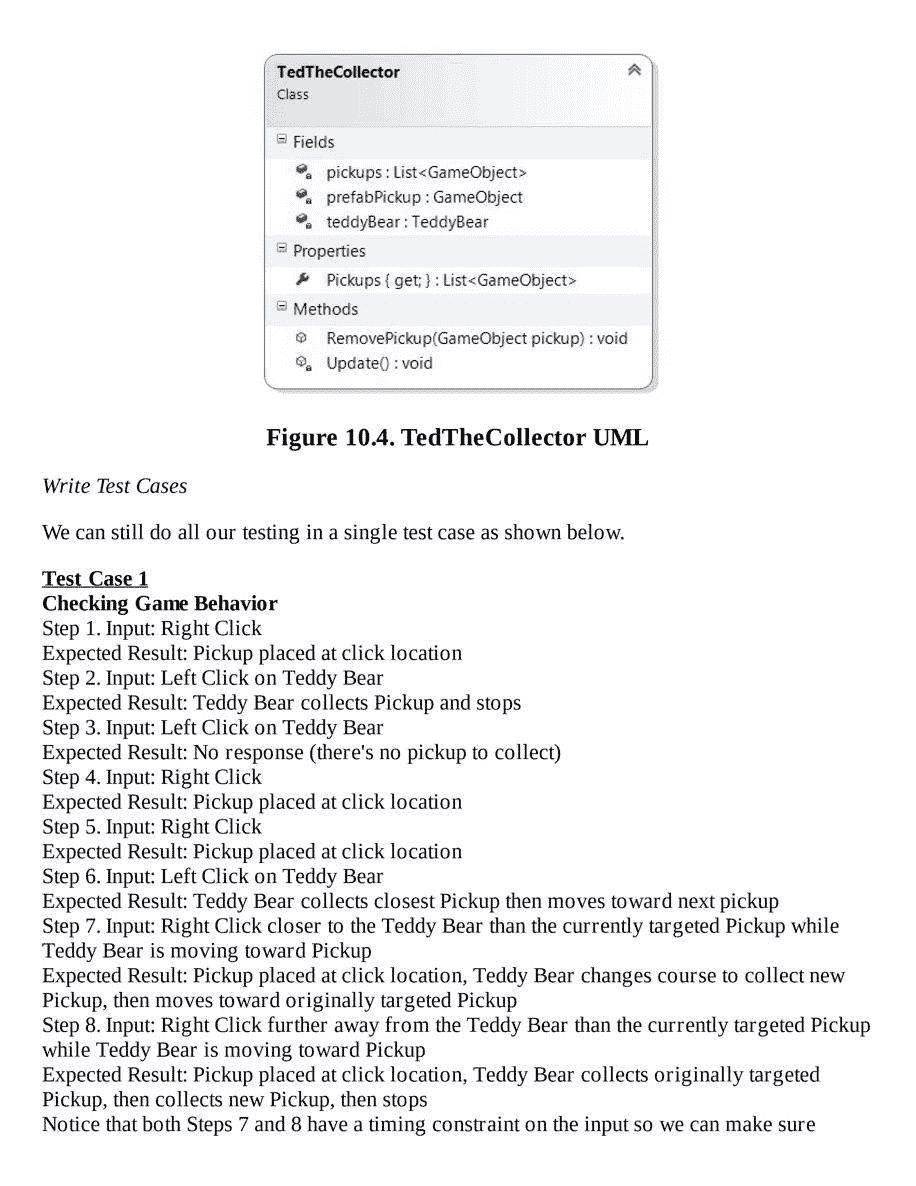 TedTheCollector
Class
Fields
pickups : List<GameObject>
prefabPickup : GameObject
teddyBear : TeddyBear
Properties
Pickups { get; } : List<GameObject>
Methods
RemovePickup(GameObject pickup) : void
Update() : void
Figure 10.4. TedTheCollector UML
Write Test Cases
We can still do all our testing in a single test case as shown below.
Test Case 1
Checking Game Behavior
Step 1. Input: Right Click
Expected Result: Pickup placed at click location
Step 2. Input: Left Click on Teddy Bear
Expected Result: Teddy Bear collects Pickup and stops
Step 3. Input: Left Click on Teddy Bear
Expected Result: No response (there's no pickup to collect)
Step 4. Input: Right Click
Expected Result: Pickup placed at click location
Step 5. Input: Right Click
Expected Result: Pickup placed at click location
Step 6. Input: Left Click on Teddy Bear
Expected Result: Teddy Bear collects closest Pickup then moves toward next pickup
Step 7. Input: Right Click closer to the Teddy Bear than the currently targeted Pickup while
Teddy Bear is moving toward Pickup
Expected Result: Pickup placed at click location, Teddy Bear changes course to collect new
Pickup, then moves toward originally targeted Pickup
Step 8. Input: Right Click further away from the Teddy Bear than the currently targeted Pickup
while Teddy Bear is moving toward Pickup
Expected Result: Pickup placed at click location, Teddy Bear collects originally targeted
Pickup, then collects new Pickup, then stops
Notice that both Steps 7 and 8 have a timing constraint on the input so we can make sure